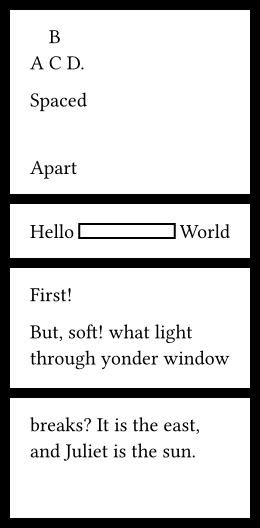 B
A C D.
Spaced
Apart
Hello World
First!
But, soft! what light
through yonder window
breaks? It is the east,
and Juliet is the sun.